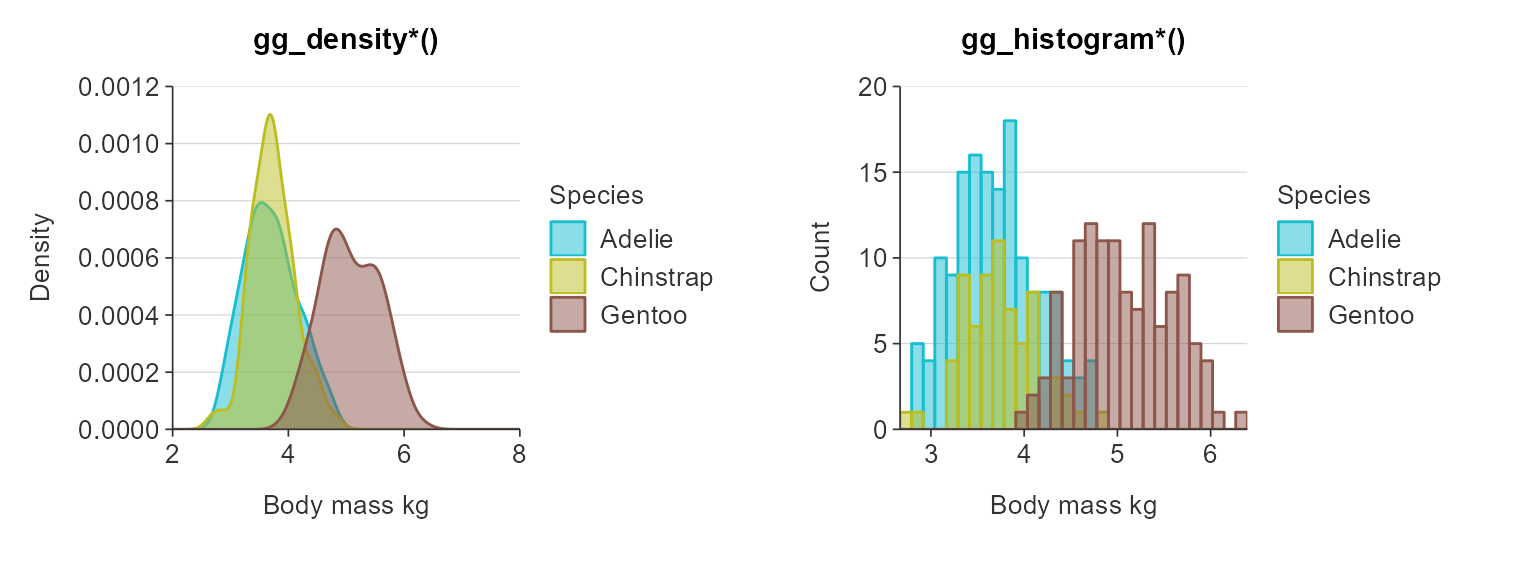 gg_density*()
0.0012
0.0010
0.0008
0.0006
0.0004
0.0002
0.0000
Density
2 4 6 8
Body mass kg
Species
Adelie
Chinstrap
Gentoo
gg_histogram*()
20
15
10
5
0
Count
3 4 5 6
Body mass kg
Species
Adelie
Chinstrap
Gentoo